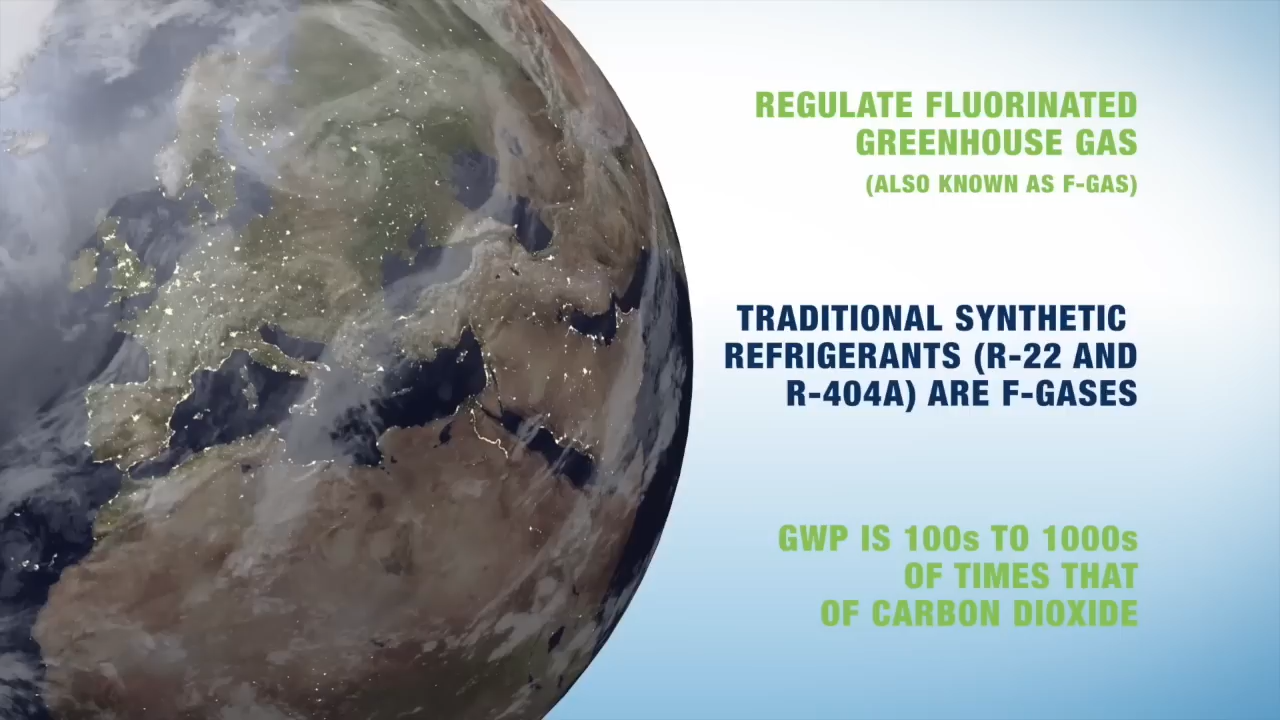 REGULATE FLUORINATED
GREENHOUSE GAS
(ALSO KNOWN AS F-GAS)
TRADITIONAL SYNTHETIC
REFRIGERANTS (R-22 AND
R-404A) ARE F-GASES
GWP IS 100s TO 1000s
OF TIMES THAT
OF CARBON DIOXIDE